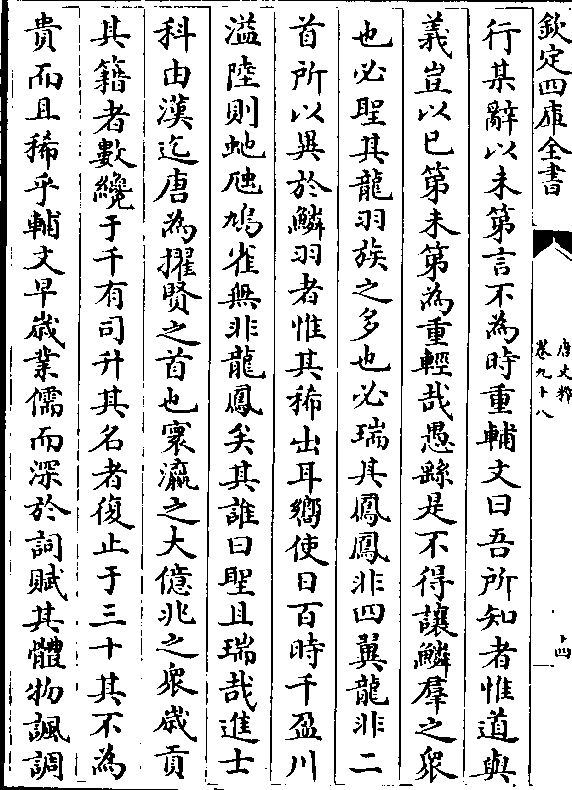 欽定四庫全書
唐文粹
卷九十八
十四
行某辭以未第言不為時重輔文曰吾所知者惟道與
義豈以已第未第為重輕哉愚繇是不得讓鱗羣之衆
也必聖其龍羽族之多也必瑞其鳳鳳非四翼龍非二
首所以異於鱗羽者惟其稀出耳嚮使日百時千盈川
溢陸則虵虺鳩雀無非龍鳳矣其誰曰聖且瑞哉進士
科由漢迄唐為擢賢之首也寰瀛之大億兆之衆歲貢
其籍者數纔于千有司升其名者復止于三十其不為
貴而且稀乎輔文早歲業儒而深於詞賦其體物諷調